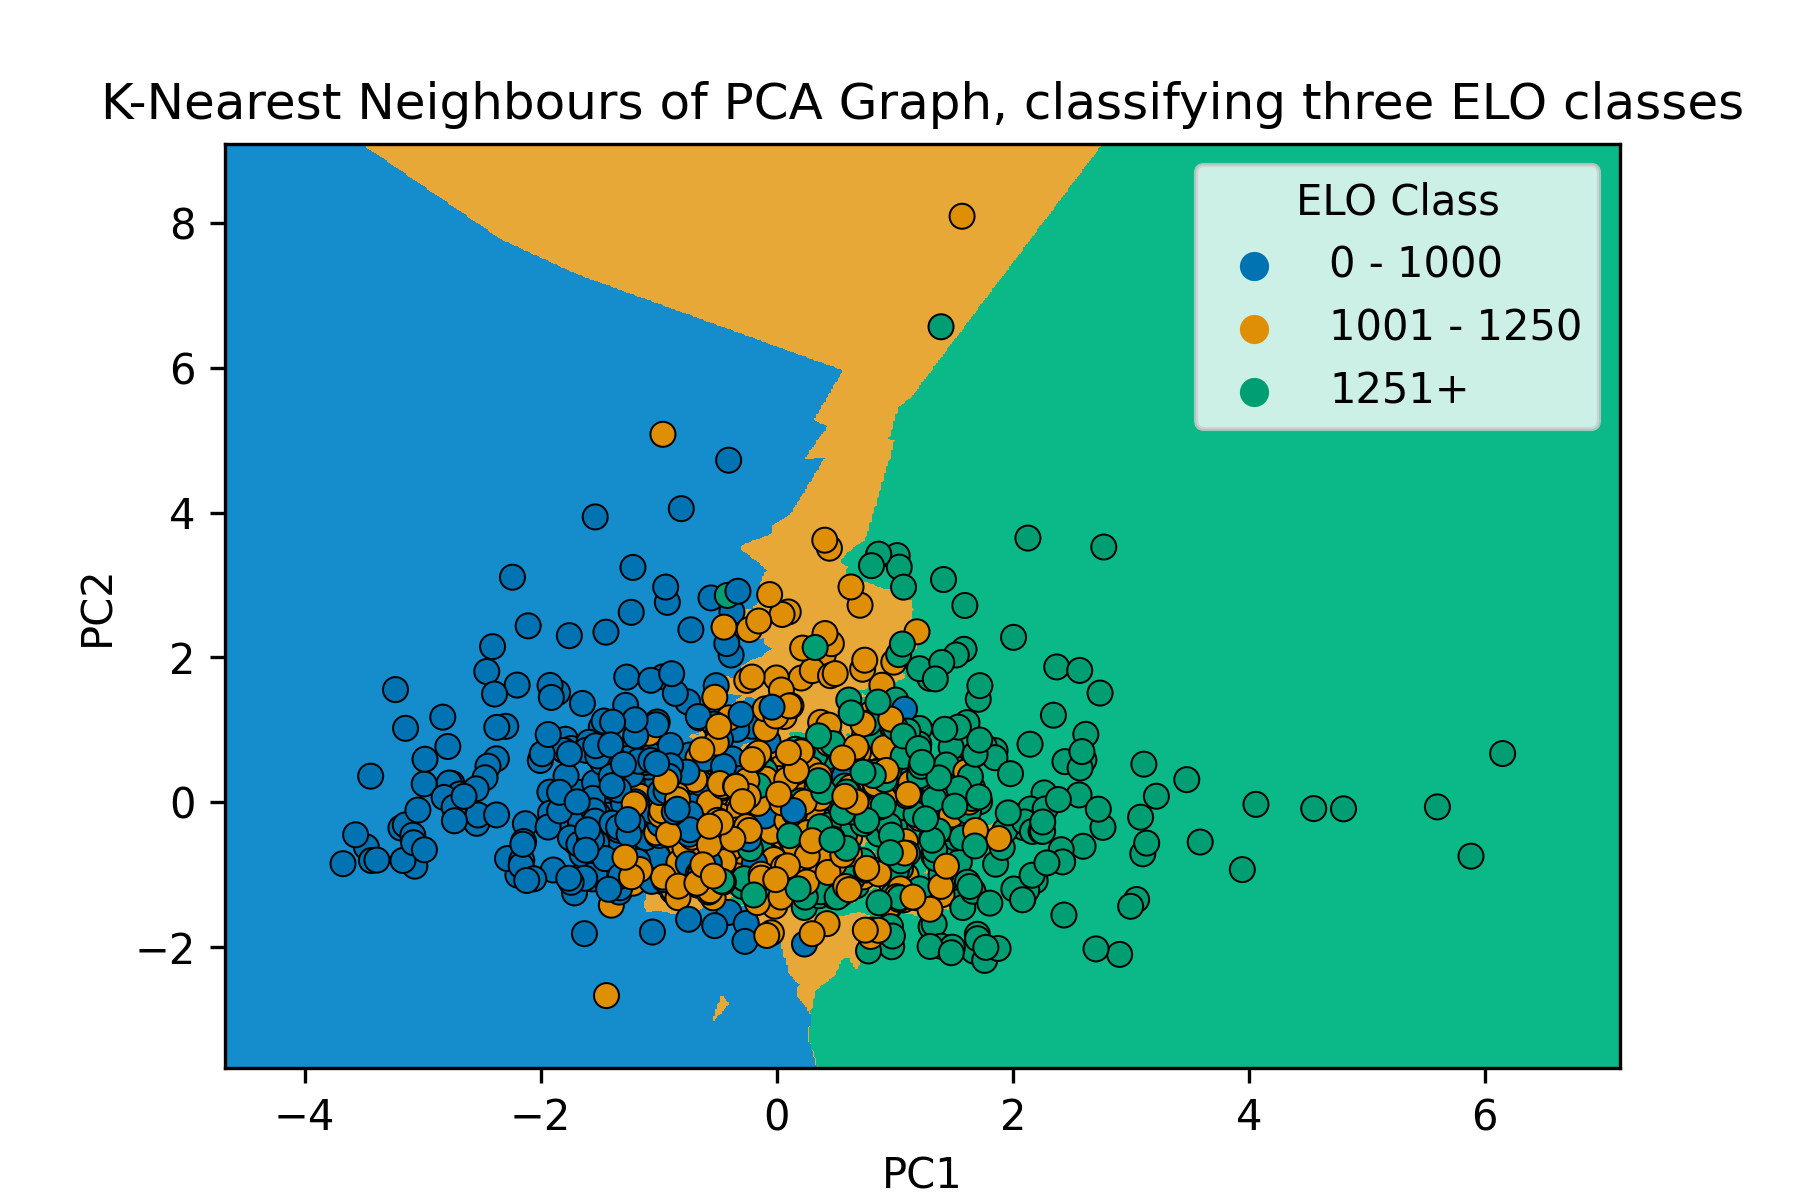 K-Nearest Neighbours of PCA Graph, classifying three ELO classes
ELO Class
0 - 1000
1001 - 1250
1251+
PC2
8
6
4
2
0
−2
−4
−2
0
2
4
6
PC1